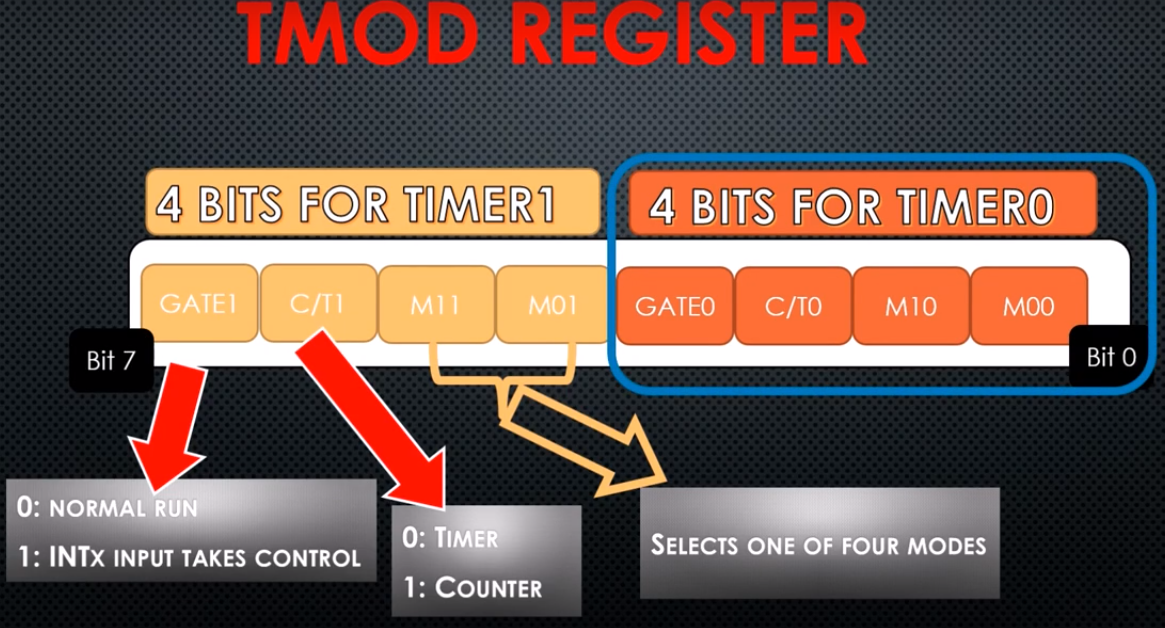 TMOD REGISTER
4 BITS FOR TIMER1
4 BITS FOR TIMER0
GATE1 C/T1 M11 M01 GATE0 C/T0 M10 M00
Bit 7
Bit 0
0: NORMAL RUN
1: INTX INPUT TAKES CONTROL
0: TIMER
1: COUNTER
SELECTS ONE OF FOUR MODES